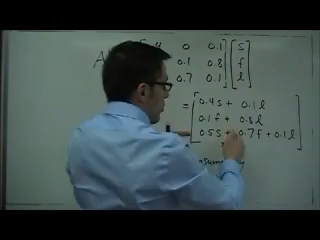 A
.4 0 0.1 s
0.1 0.8 f
0.7 0.1 l
= 0.4s + 0.1l
0.1f + 0.8l
0.5s + 0.7f + 0.1l